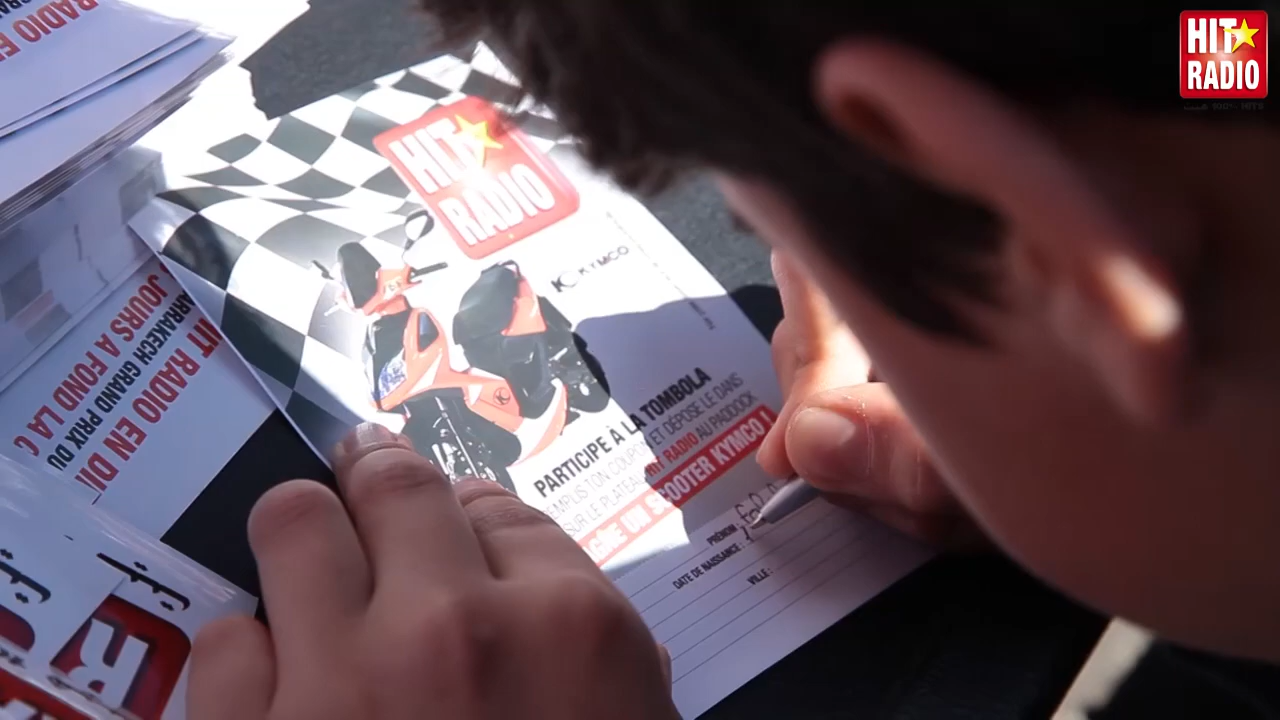 HIT
RADIO
RADIO E
HIT
RADIO
KYMCO
PARTICIPE À LA TOMBOLA
REMPLIS TON COUPON ET DÉPOSE LE DANS
SUR LE PLATEAU HIT RADIO AU PADDOCK
GAGNE UN SCOOTER KYMCO !
PRÉNOM :
DATE DE NAISSANCE :
VILLE :
HIT RADIO EN DI
MARRAKECH GRAND PRIX DU
JOURS A FOND LA C